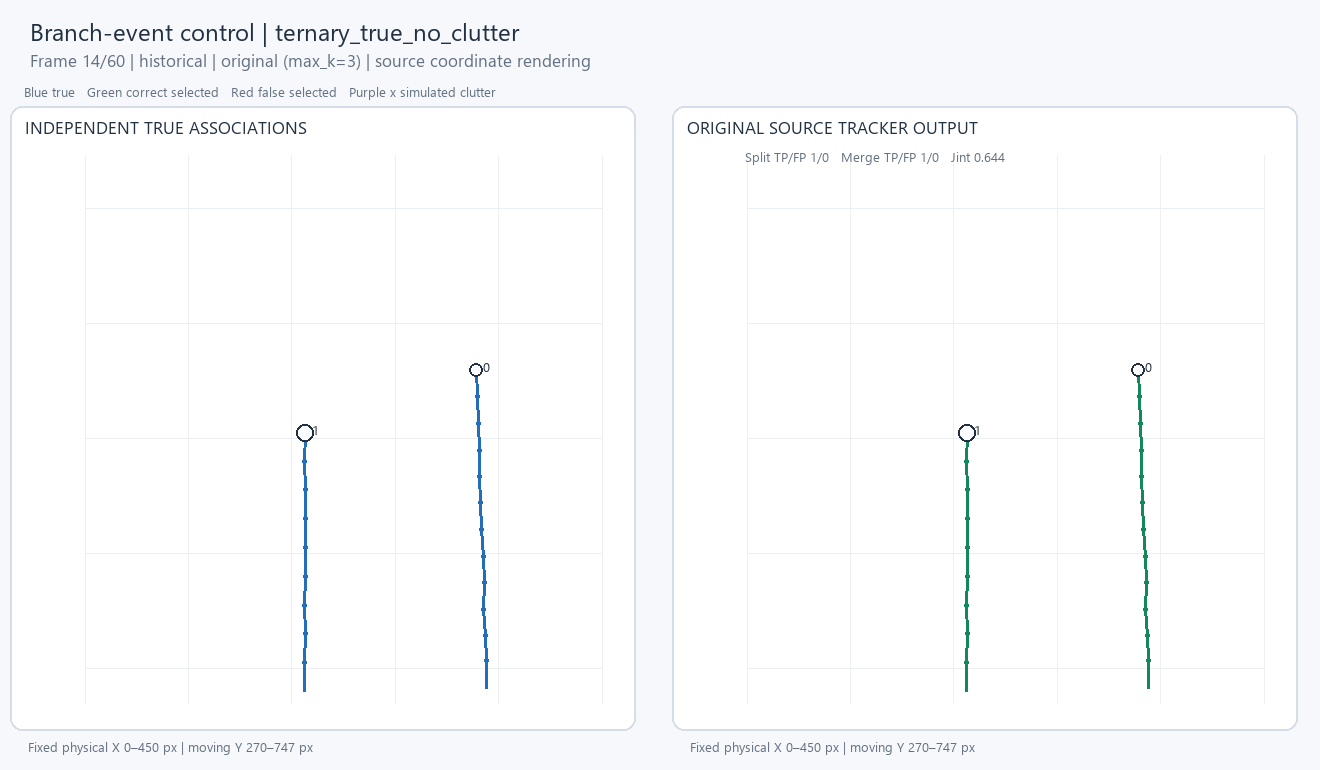 Branch-event control | ternary_true_no_clutter
Frame 14/60 | historical | original (max_k=3) | source coordinate rendering
Blue true Green correct selected Red false selected Purple x simulated clutter
INDEPENDENT TRUE ASSOCIATIONS
0
1
Fixed physical X 0–450 px | moving Y 270–747 px
ORIGINAL SOURCE TRACKER OUTPUT
Split TP/FP 1/0 Merge TP/FP 1/0 Jint 0.644
0
1
Fixed physical X 0–450 px | moving Y 270–747 px